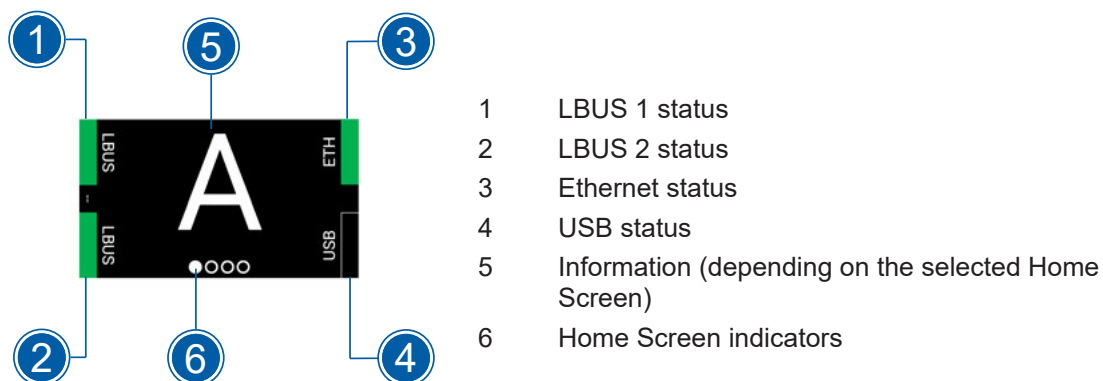 1
5
3
LBUS
A
ETH
--
LBUS
USB
2
6
4
1 LBUS 1 status
2 LBUS 2 status
3 Ethernet status
4 USB status
5 Information (depending on the selected Home
Screen)
6 Home Screen indicators